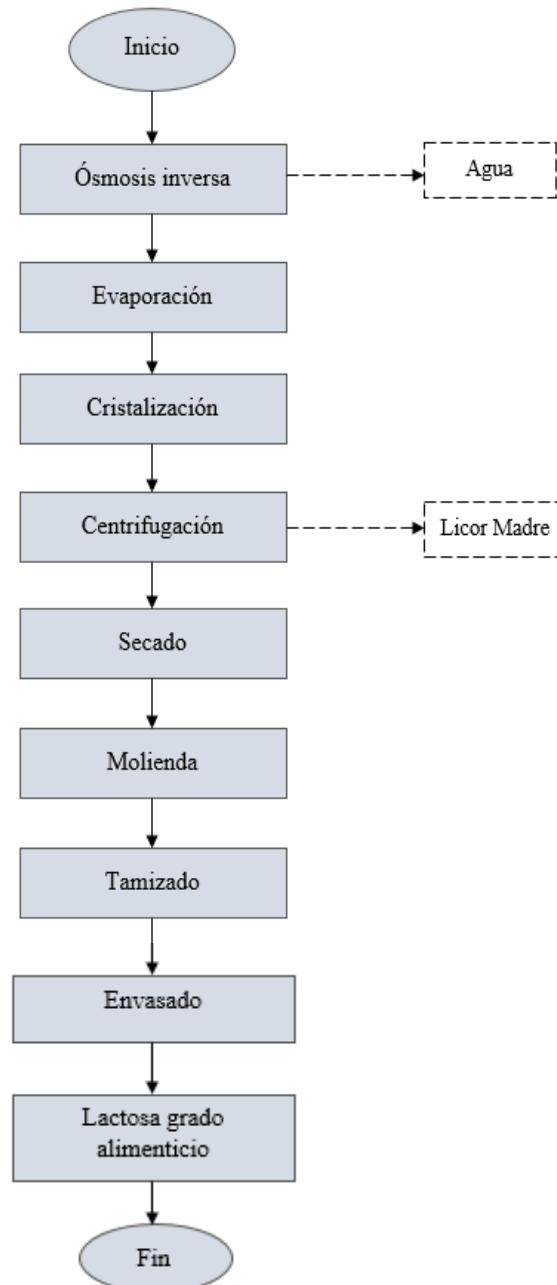 Inicio
Ósmosis inversa
Agua
Evaporación
Cristalización
Centrifugación
Licor Madre
Secado
Molienda
Tamizado
Envasado
Lactosa grado
alimenticio
Fin